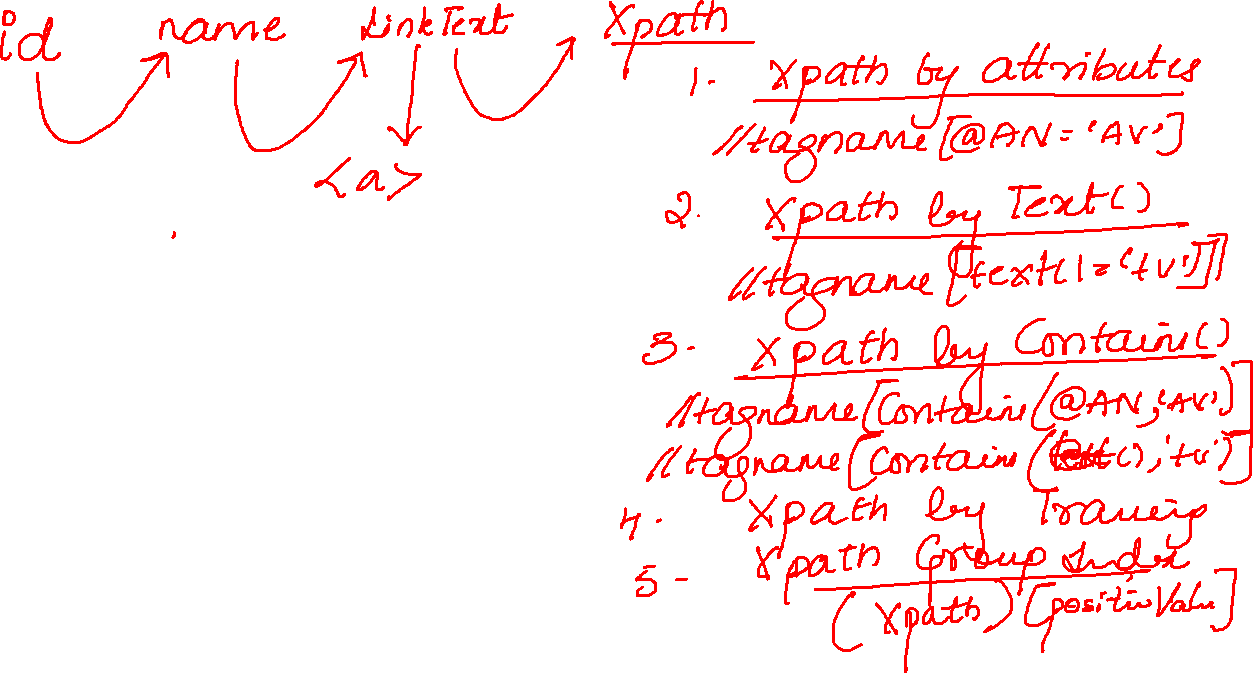 id name LinkText Xpath
<a>
1. Xpath by attributes
//tagname[@AN='AV']
2. Xpath by Text()
//tagname[text()='tv')]]
3. Xpath by Contains()
//tagname[Contains(@AN,'AV')]
//tagname[Contains(text(),'tv')]
4. Xpath by
5- Xpath Group Index
(Xpath)[positive Value]